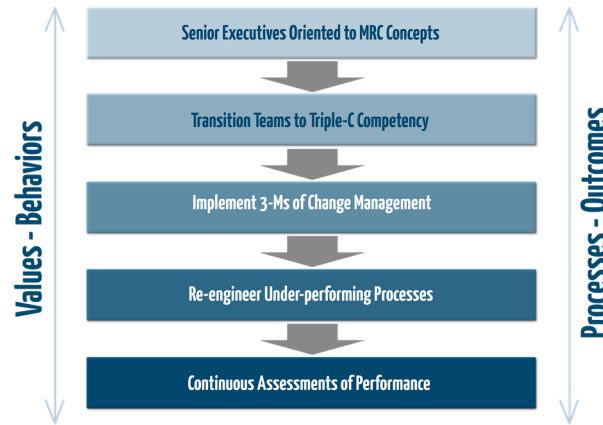 Senior Executives Oriented to MRC Concepts
Transition Teams to Triple-C Competency
Implement 3-Ms of Change Management
Re-engineer Under-performing Processes
Continuous Assessments of Performance
Values - Behaviors
Processes - Outcomes